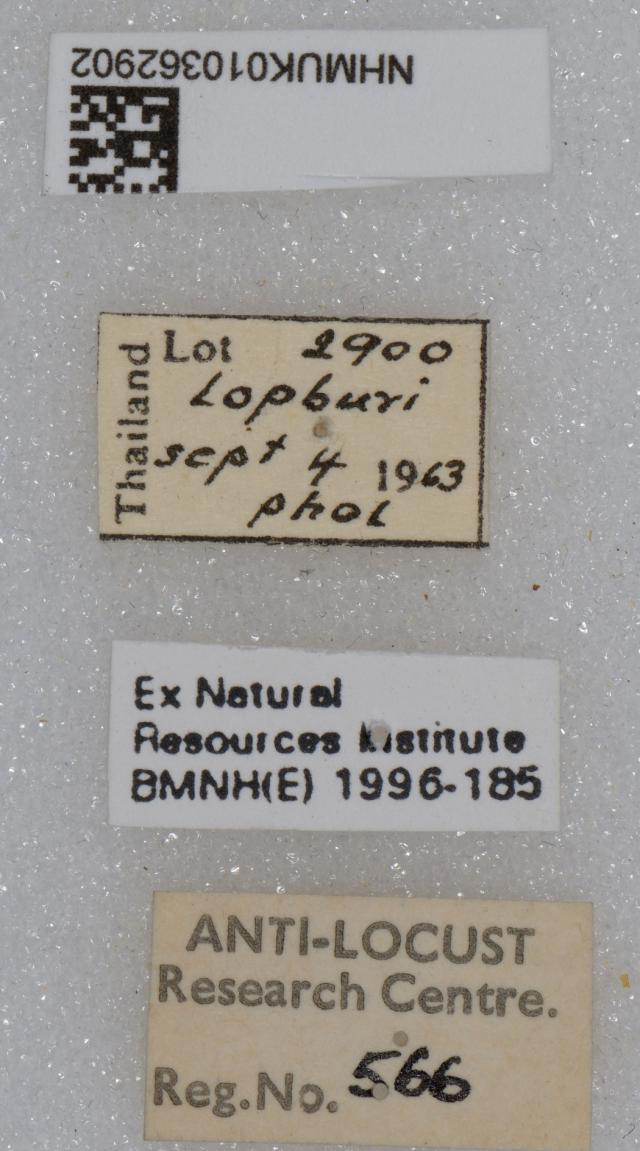 NHMUK010362902
Thailand
Lot 2900
Lopburi
Sept 4 1963
Phol
Ex Natural
Resources Institute
BMNH(E) 1996-185
ANTI-LOCUST
Research Centre.
Reg.No. 566